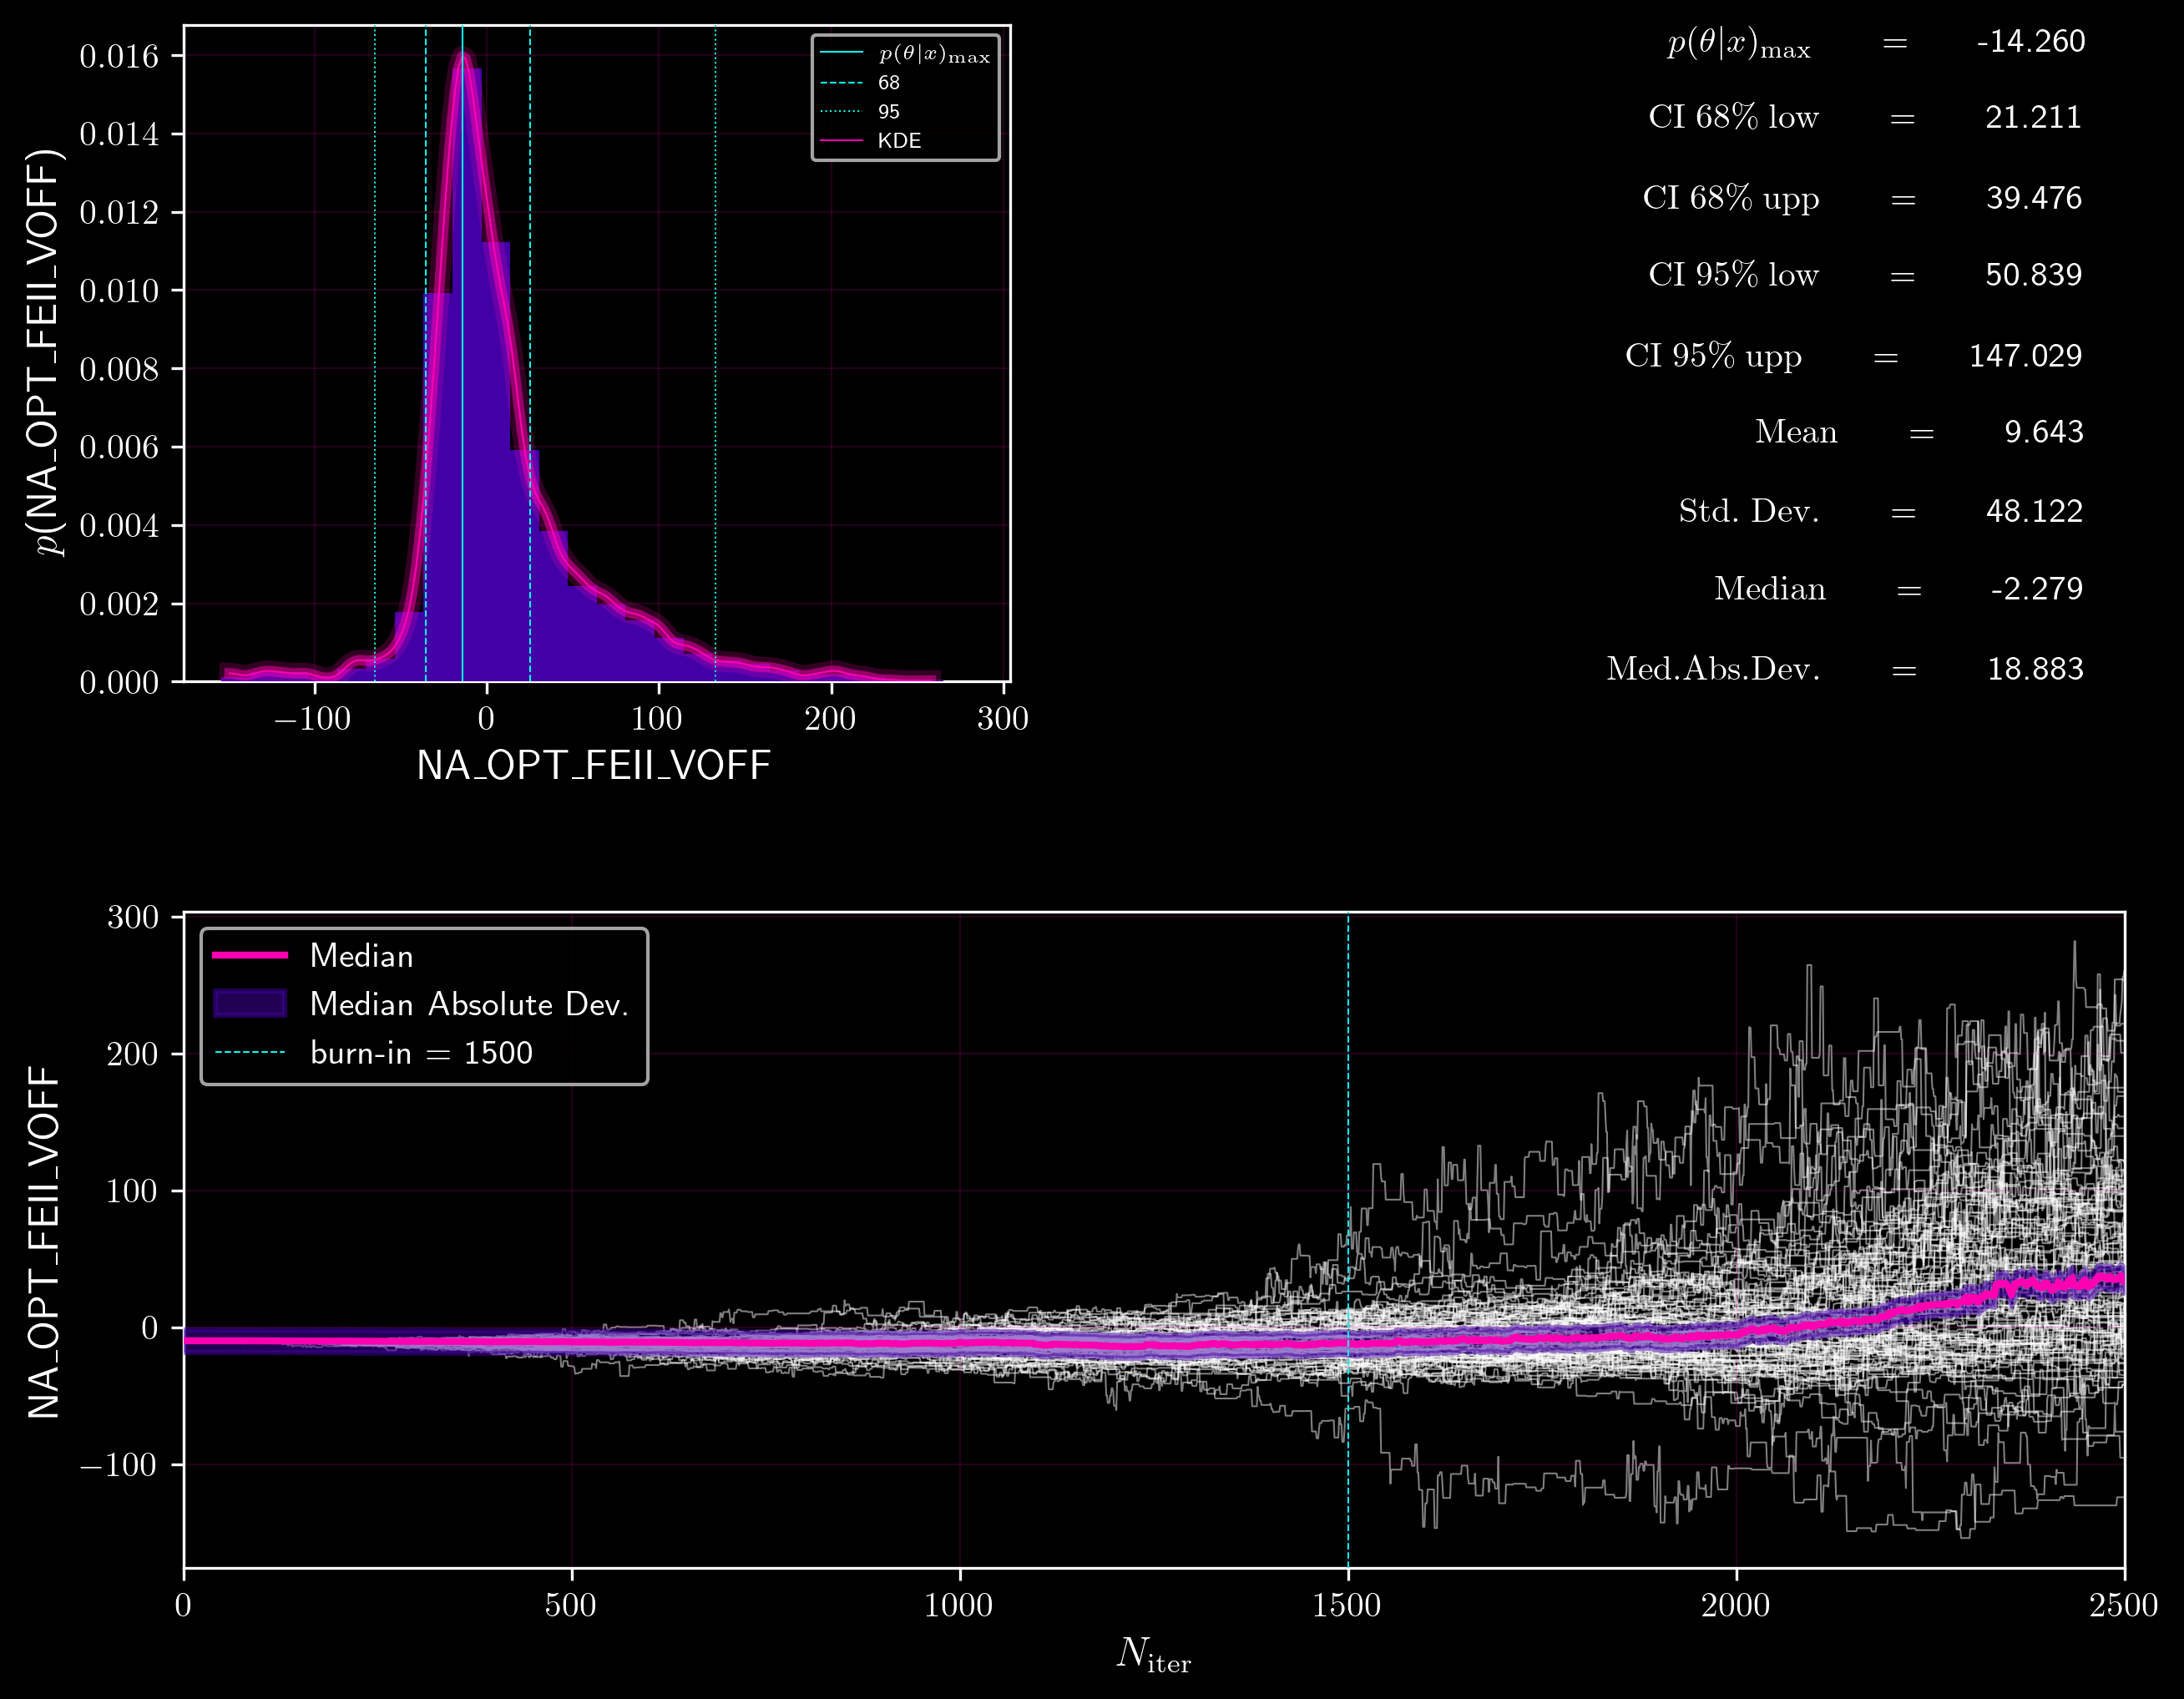 p(NA_OPT_FEII_VOFF)
0.016
0.014
0.012
0.010
0.008
0.006
0.004
0.002
0.000
−100 0 100 200 300
NA_OPT_FEII_VOFF
p(θ|x)max
68
95
KDE
p(θ|x)max = -14.260
CI 68% low = 21.211
CI 68% upp = 39.476
CI 95% low = 50.839
CI 95% upp = 147.029
Mean = 9.643
Std. Dev. = 48.122
Median = -2.279
Med.Abs.Dev. = 18.883
NA_OPT_FEII_VOFF
300
200
100
0
−100
Median
Median Absolute Dev.
burn-in = 1500
0 500 1000 1500 2000 2500
Niter